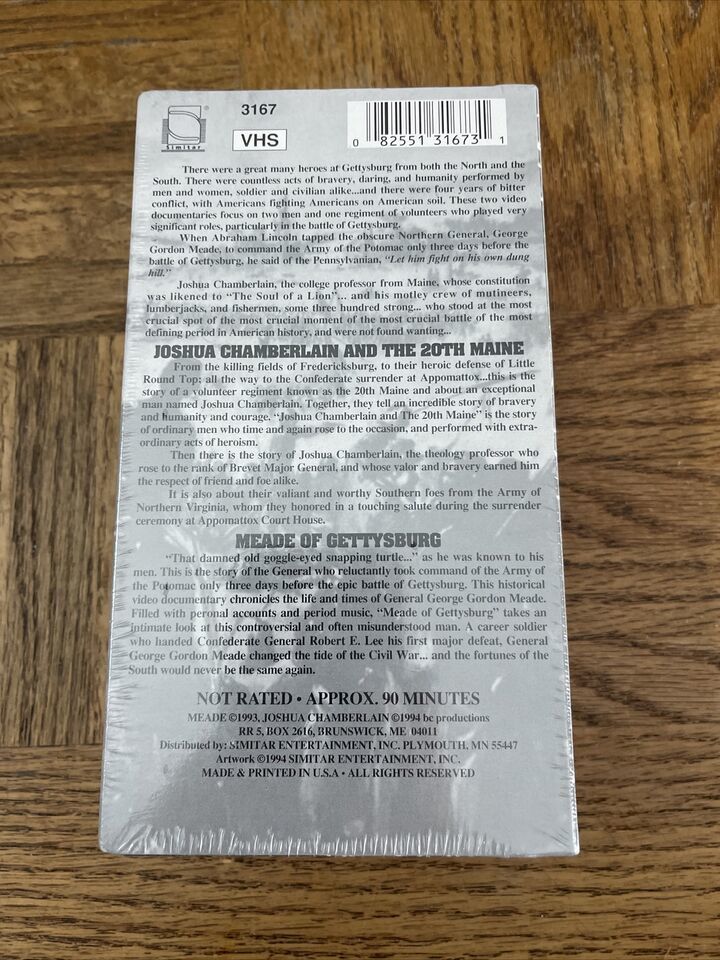 3167
Simitar
VHS
0 82551 31673 1
There were a great many heroes at Gettysburg from both the North and the
South. There were countless acts of bravery, daring, and humanity performed by
men and women, soldier and civilian alike...and there were four years of bitter
conflict, with Americans fighting Americans on American soil. These two video
documentaries focus on two men and one regiment of volunteers who played very
significant roles, particularly in the battle of Gettysburg.
When Abraham Lincoln tapped the obscure Northern General, George
Gordon Meade, to command the Army of the Potomac only three days before the
battle of Gettysburg, he said of the Pennsylvanian, "Let him fight on his own dung
hill."
Joshua Chamberlain, the college professor from Maine, whose constitution
was likened to "The Soul of a Lion"... and his motley crew of mutineers,
lumberjacks, and fishermen, some three hundred strong... who stood at the most
crucial spot of the most crucial moment of the most crucial battle of the most
defining period in American history, and were not found wanting...
JOSHUA CHAMBERLAIN AND THE 20TH MAINE
From the killing fields of Fredericksburg, to their heroic defense of Little
Round Top; all the way to the Confederate surrender at Appomattox...this is the
story of a volunteer regiment known as the 20th Maine and about an exceptional
man named Joshua Chamberlain. Together, they tell an incredible story of bravery
and humanity and courage. "Joshua Chamberlain and The 20th Maine" is the story
of ordinary men who time and again rose to the occasion, and performed with extra-
ordinary acts of heroism.
Then there is the story of Joshua Chamberlain, the theology professor who
rose to the rank of Brevet Major General, and whose valor and bravery earned him
the respect of friend and foe alike.
It is also about their valiant and worthy Southern foes from the Army of
Northern Virginia, whom they honored in a touching salute during the surrender
ceremony at Appomattox Court House.
MEADE OF GETTYSBURG
"That damned old goggle-eyed snapping turtle..." as he was known to his
men. This is the story of the General who reluctantly took command of the Army of
the Potomac only three days before the epic battle of Gettysburg. This historical
video documentary chronicles the life and times of General George Gordon Meade.
Filled with peronal accounts and period music, "Meade of Gettysburg" takes an
intimate look at this controversial and often misunderstood man. A career soldier
who handed Confederate General Robert E. Lee his first major defeat, General
George Gordon Meade changed the tide of the Civil War... and the fortunes of the
South would never be the same again.
NOT RATED • APPROX. 90 MINUTES
MEADE ©1993, JOSHUA CHAMBERLAIN ©1994 bc productions
RR 5, BOX 2616, BRUNSWICK, ME 04011
Distributed by: SIMITAR ENTERTAINMENT, INC. PLYMOUTH, MN 55447
Artwork ©1994 SIMITAR ENTERTAINMENT, INC.
MADE & PRINTED IN U.S.A • ALL RIGHTS RESERVED